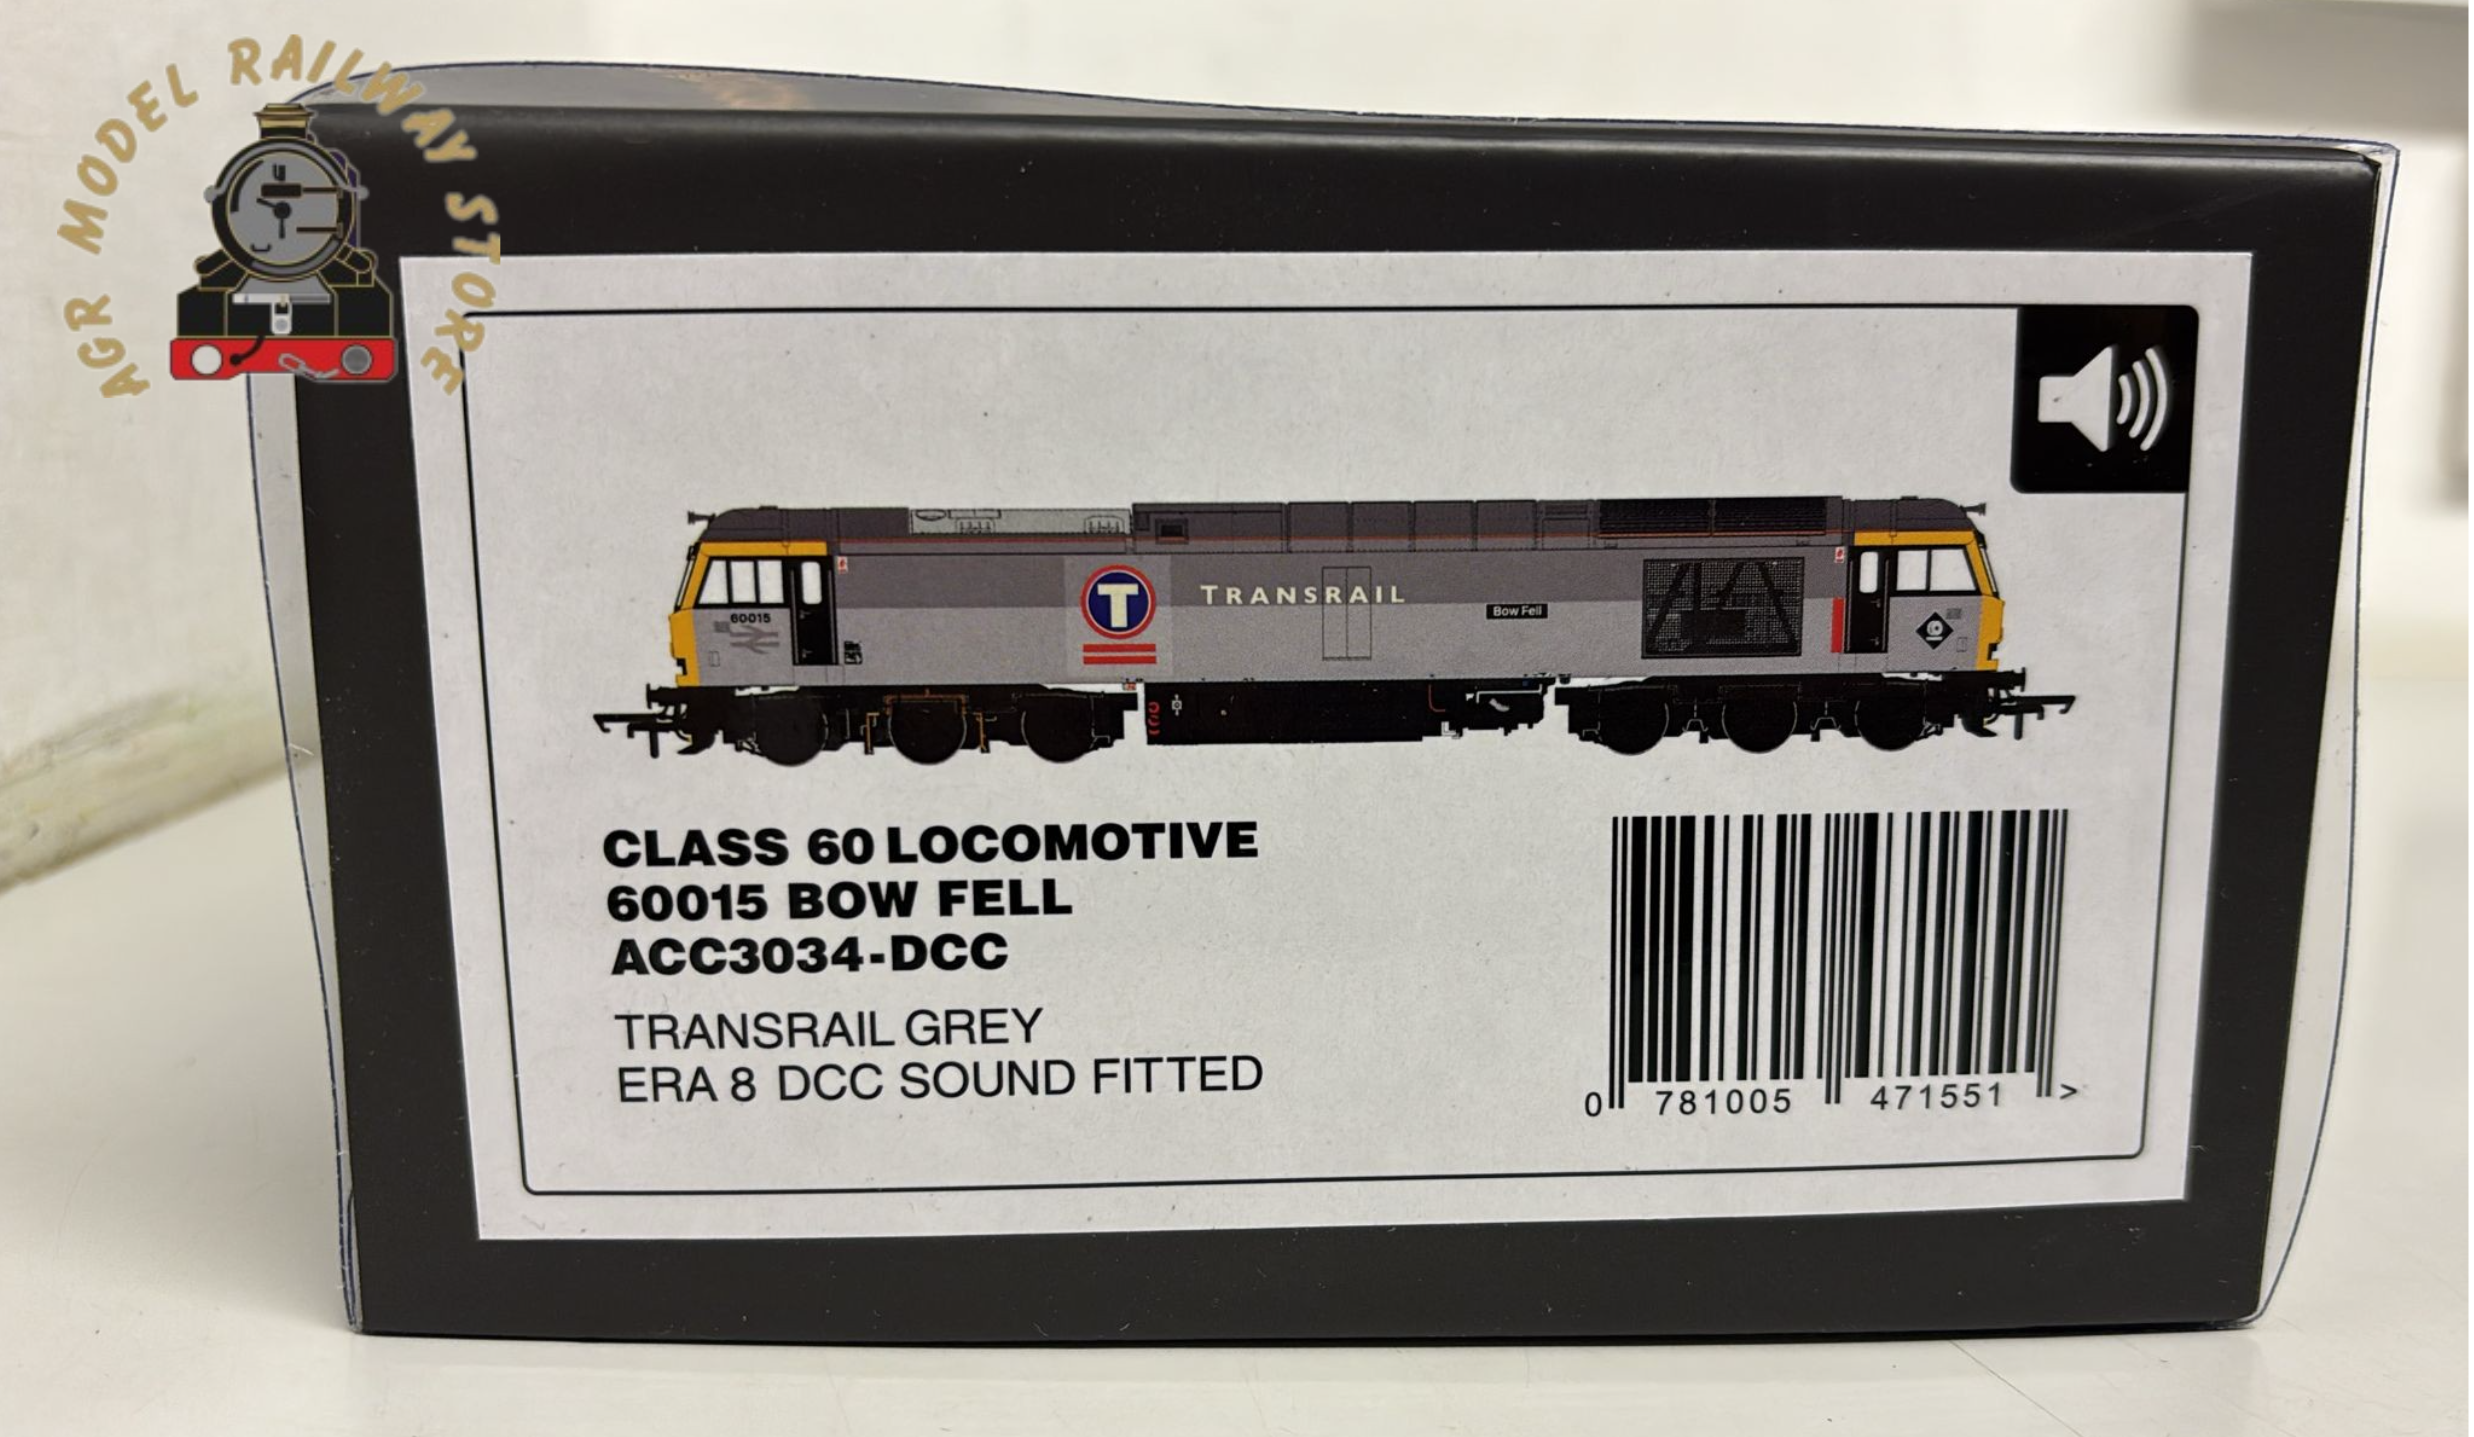 AGR MODEL RAILWAY STORE
TRANSRAIL
Bow Fell
60015
CLASS 60 LOCOMOTIVE
60015 BOW FELL
ACC3034-DCC
TRANSRAIL GREY
ERA 8 DCC SOUND FITTED
0 781005 471551 >